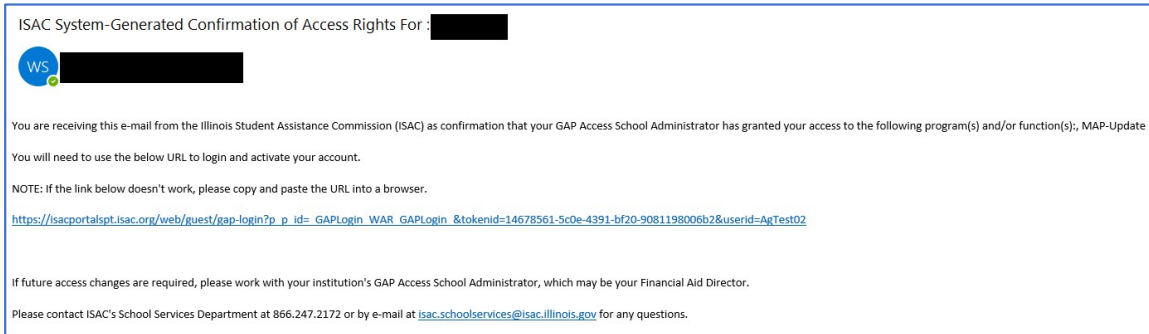 ISAC System-Generated Confirmation of Access Rights For :
WS
You are receiving this e-mail from the Illinois Student Assistance Commission (ISAC) as confirmation that your GAP Access School Administrator has granted your access to the following program(s) and/or function(s):, MAP-Update
You will need to use the below URL to login and activate your account.
NOTE: If the link below doesn't work, please copy and paste the URL into a browser.
https://isacportalspt.isac.org/web/guest/gap-login?p_p_id=_GAPLogin_WAR_GAPLogin_&tokenid=14678561-5c0e-4391-bf20-9081198006b2&userid=AgTest02
If future access changes are required, please work with your institution's GAP Access School Administrator, which may be your Financial Aid Director.
Please contact ISAC's School Services Department at 866.247.2172 or by e-mail at isac.schoolservices@isac.illinois.gov for any questions.